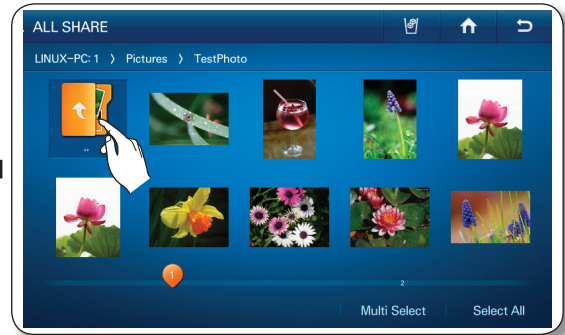 ALL SHARE
LINUX-PC: 1 > Pictures > TestPhoto
..
1
2
Multi Select
Select All